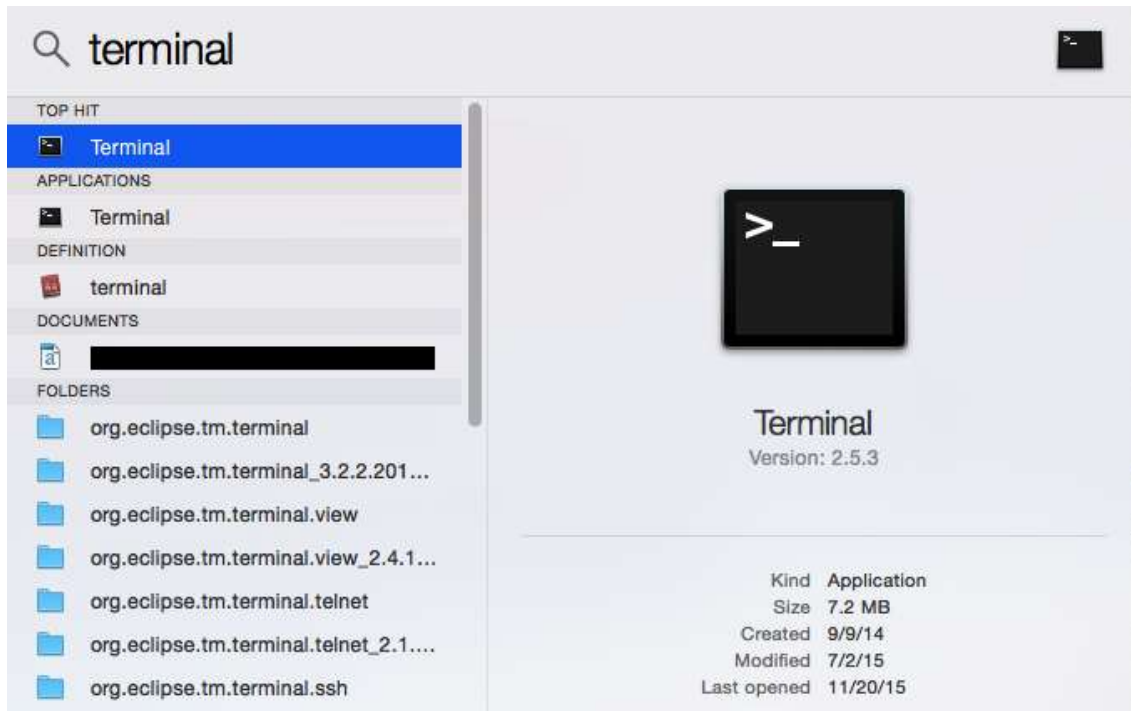 terminal
TOP HIT
Terminal
APPLICATIONS
Terminal
DEFINITION
terminal
DOCUMENTS
FOLDERS
org.eclipse.tm.terminal
org.eclipse.tm.terminal_3.2.2.201...
org.eclipse.tm.terminal.view
org.eclipse.tm.terminal.view_2.4.1...
org.eclipse.tm.terminal.telnet
org.eclipse.tm.terminal.telnet_2.1....
org.eclipse.tm.terminal.ssh
>_
Terminal
Version: 2.5.3
Kind Application
Size 7.2 MB
Created 9/9/14
Modified 7/2/15
Last opened 11/20/15